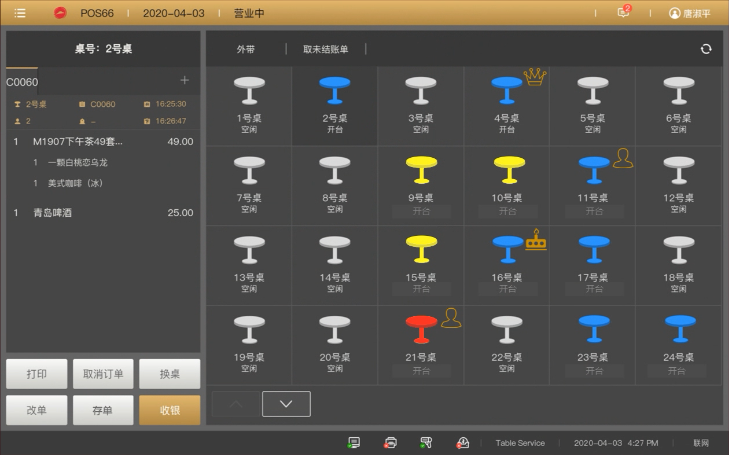 POS66 2020-04-03 营业中 2 唐淑平
桌号：2号桌
C0060 +
2号桌 C0060 16:25:30
2 – 16:26:47
1 M1907下午茶49套... 49.00
1 一颗白桃恋乌龙
1 美式咖啡（冰）
1 青岛啤酒 25.00
打印 取消订单 换桌
改单 存单 收银
外带 取未结账单
1号桌 2号桌 3号桌 4号桌 5号桌 6号桌
空闲 开台 空闲 开台 空闲 空闲
7号桌 8号桌 9号桌 10号桌 11号桌 12号桌
空闲 空闲 开台 开台 开台 空闲
13号桌 14号桌 15号桌 16号桌 17号桌 18号桌
空闲 空闲 开台 开台 开台 空闲
19号桌 20号桌 21号桌 22号桌 23号桌 24号桌
空闲 空闲 开台 空闲 开台 开台
Table Service 2020-04-03 4:27 PM 联网